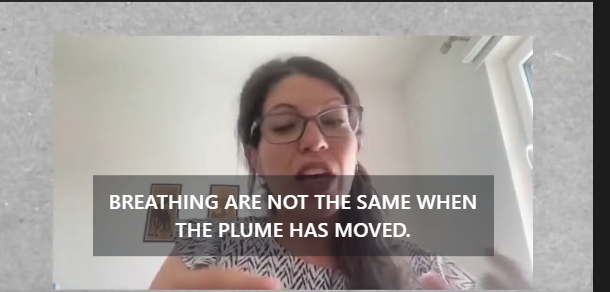 BREATHING ARE NOT THE SAME WHEN
THE PLUME HAS MOVED.